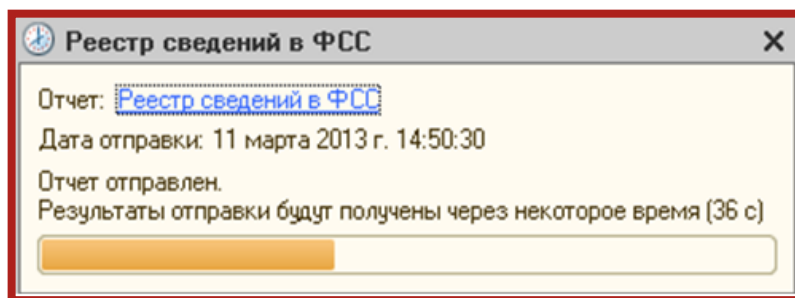 Реестр сведений в ФСС
Отчет: Реестр сведений в ФСС
Дата отправки: 11 марта 2013 г. 14:50:30
Отчет отправлен.
Результаты отправки будут получены через некоторое время (36 с)